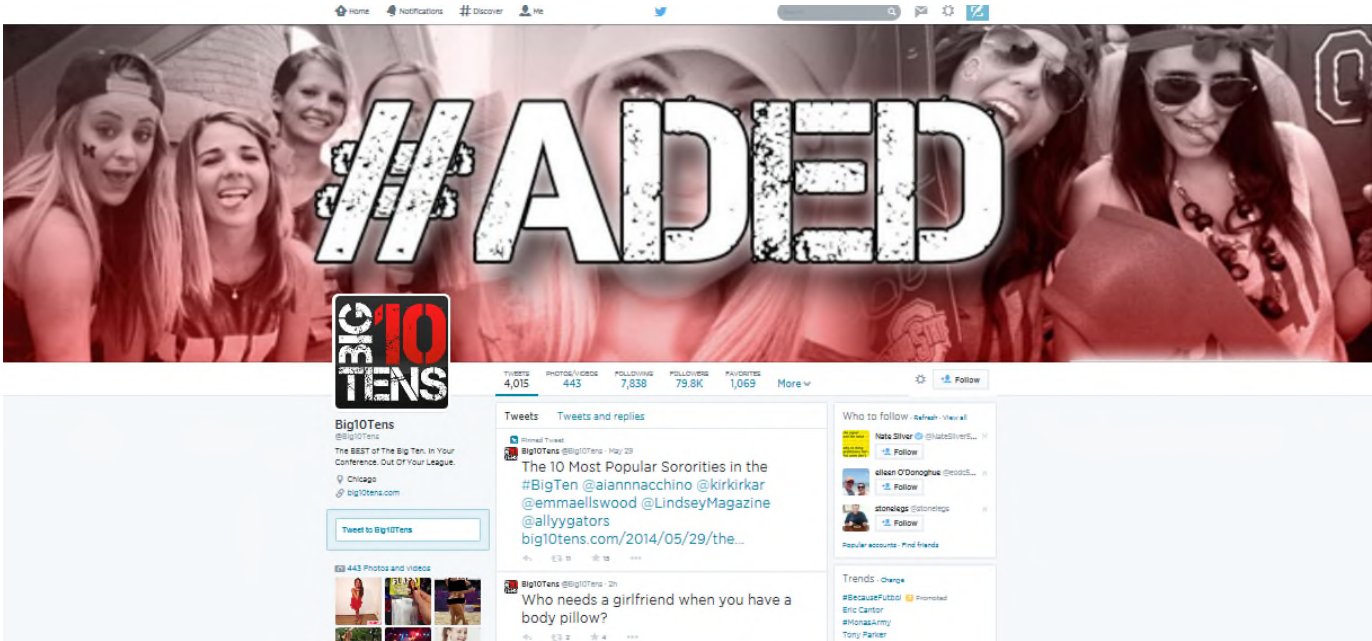 Home Notifications # Discover Me
#ADED
BIG '10
TENS
TWEETS PHOTOS/VIDEOS FOLLOWING FOLLOWERS FAVORITES
4,015 443 7,838 79.8K 1,069 More
Follow
Big10Tens
@Big10Tens
The BEST of The Big Ten. In Your
Conference. Out Of Your League.
Chicago
big10tens.com
Tweet to Big10Tens
443 Photos and videos
Tweets Tweets and replies
Pinned Tweet
Big10Tens @Big10Tens · May 29
The 10 Most Popular Sororities in the
#BigTen @aiannnacchino @kirkirkar
@emmaellswood @LindseyMagazine
@allyygators
big10tens.com/2014/05/29/the...
11 15
Big10Tens @Big10Tens · 2h
Who needs a girlfriend when you have a
body pillow?
2 4
Who to follow · Refresh · View all
Nate Silver @NateSilver5...
Follow
eileen O'Donoghue
Follow
stonelegs @stonelegs
Follow
Popular accounts · Find friends
Trends · Change
#BecauseFutbol Promoted
Eric Cantor
#MonasArmy
Tony Parker